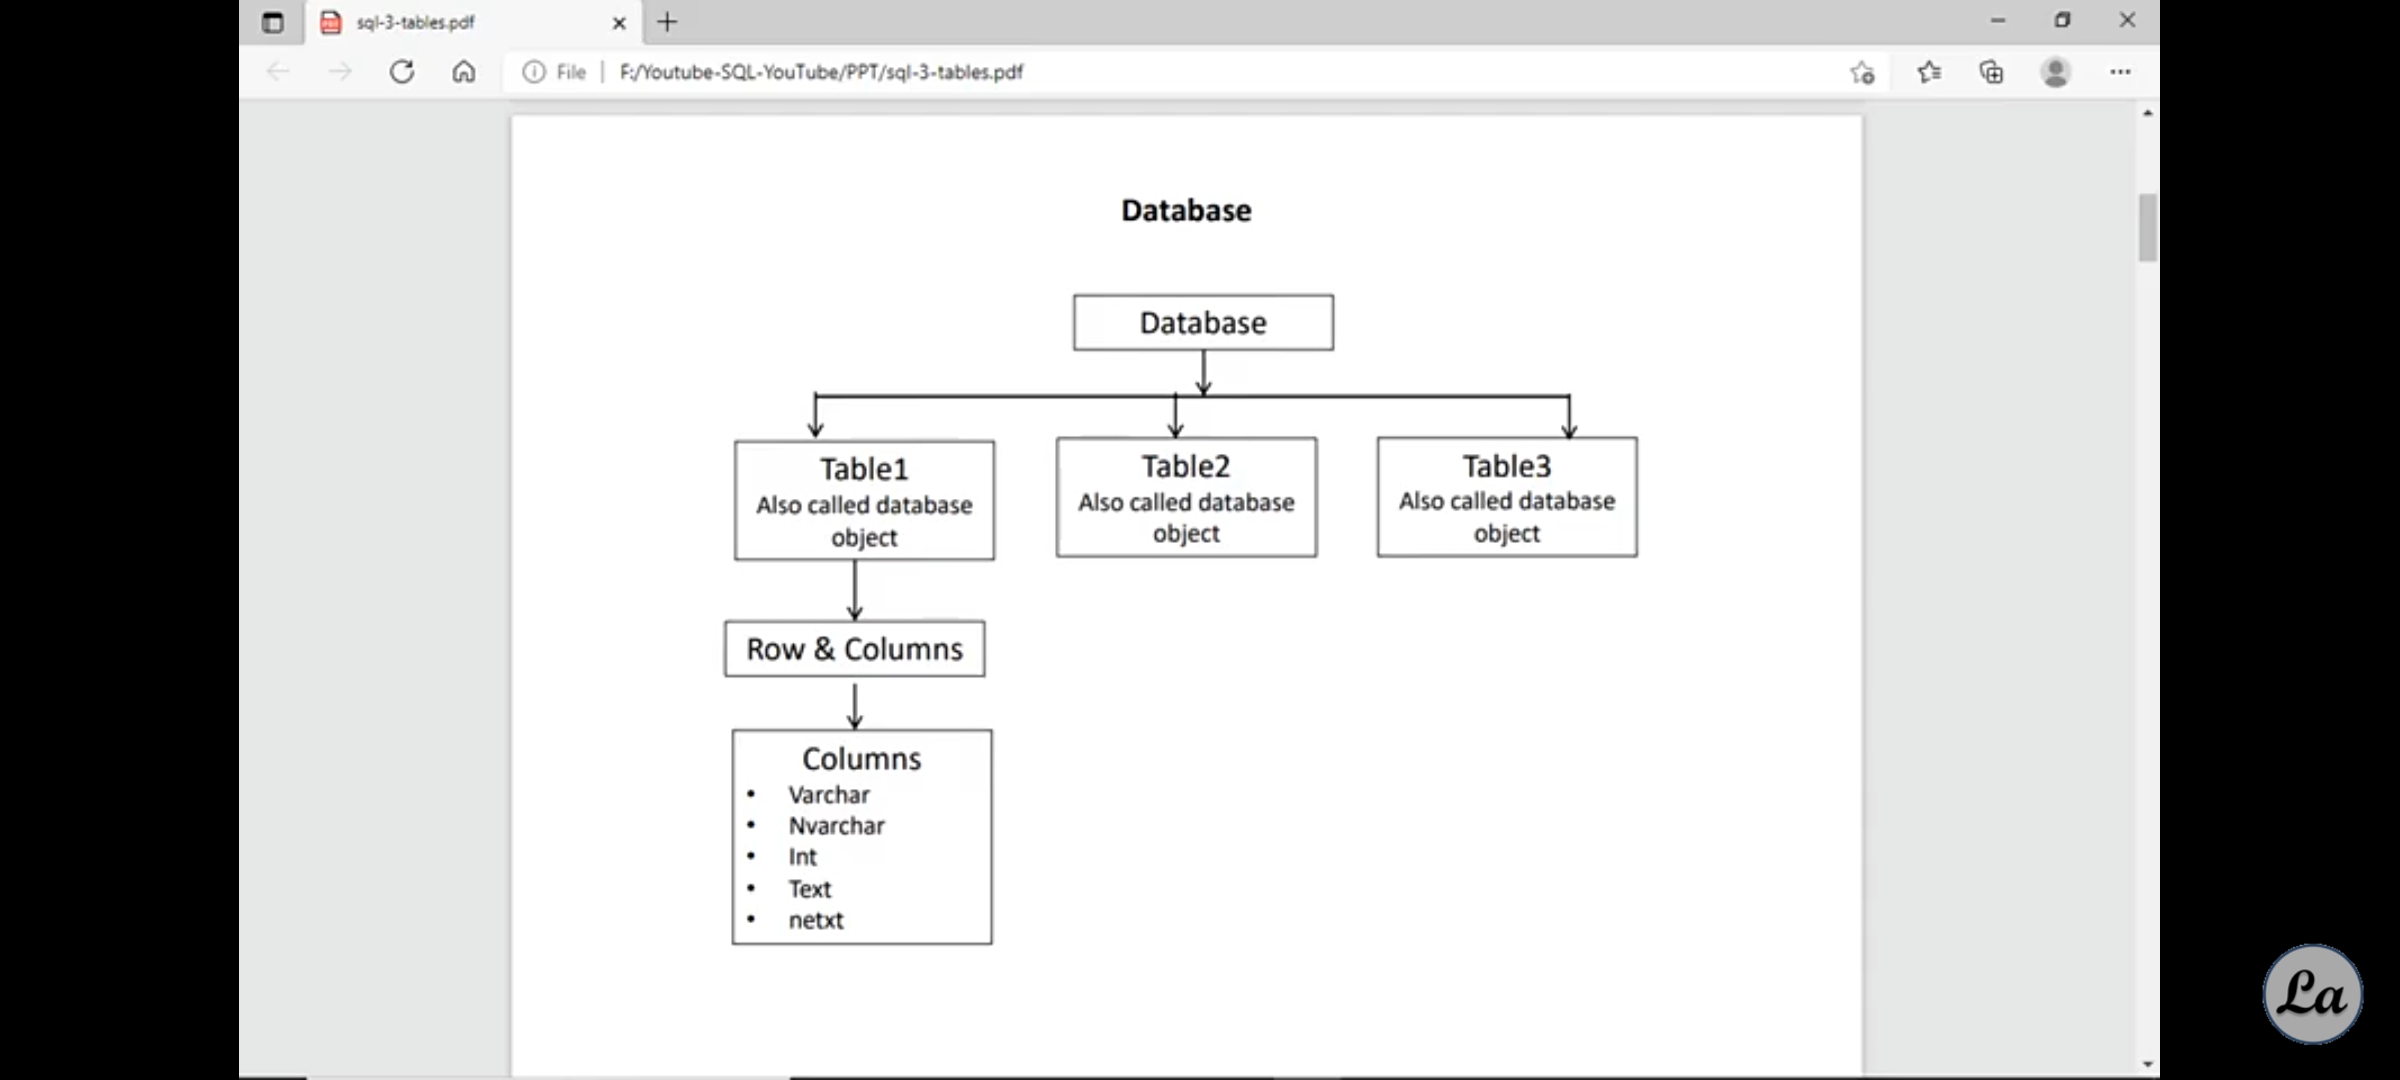 sql-3-tables.pdf
File
F:/Youtube-SQL-YouTube/PPT/sql-3-tables.pdf
Database
Database
Table1
Also called database
object
Table2
Also called database
object
Table3
Also called database
object
Row & Columns
Columns
• Varchar
• Nvarchar
• Int
• Text
• netxt
La